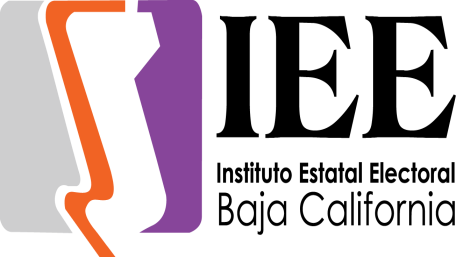 IEE
Instituto Estatal Electoral
Baja California